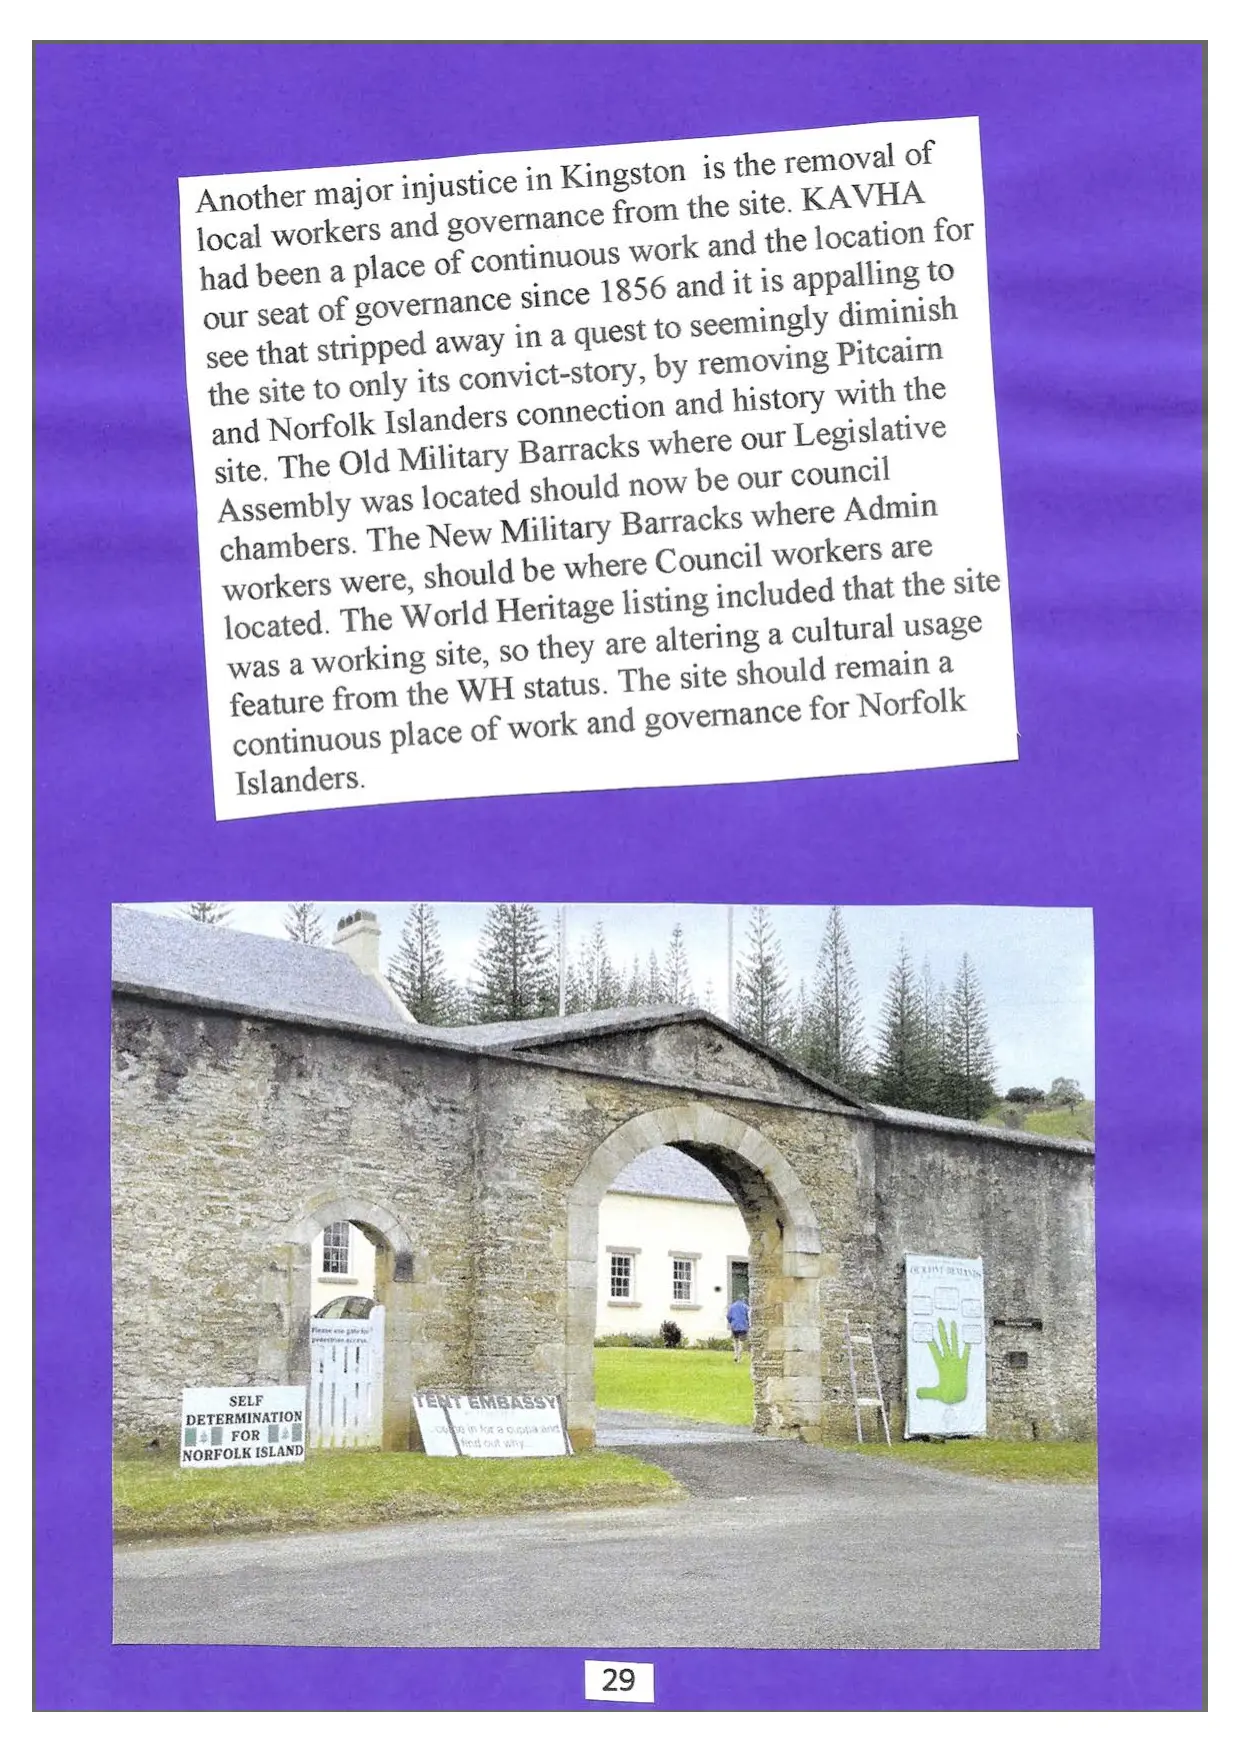 Another major injustice in Kingston is the removal of
local workers and governance from the site. KAVHA
had been a place of continuous work and the location for
our seat of governance since 1856 and it is appalling to
see that stripped away in a quest to seemingly diminish
the site to only its convict-story, by removing Pitcairn
and Norfolk Islanders connection and history with the
site. The Old Military Barracks where our Legislative
Assembly was located should now be our council
chambers. The New Military Barracks where Admin
workers were, should be where Council workers are
located. The World Heritage listing included that the site
was a working site, so they are altering a cultural usage
feature from the WH status. The site should remain a
continuous place of work and governance for Norfolk
Islanders.
Please use gate for
pedestrian access.
SELF
DETERMINATION
FOR
NORFOLK ISLAND
TENT EMBASSY
come in for a cuppa and
find out why...
OUR FIVE DEMANDS
29